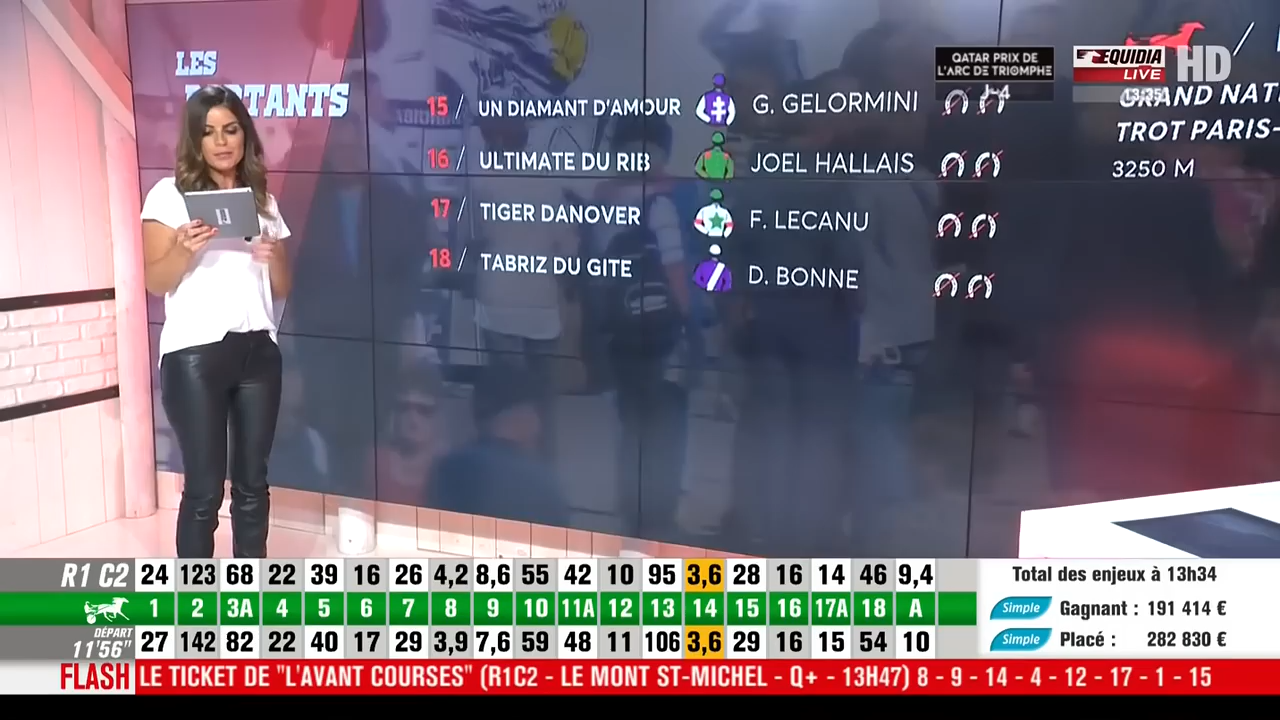 LES
PARTANTS
15 / UN DIAMANT D'AMOUR G. GELORMINI
16 / ULTIMATE DU RIB JOEL HALLAIS
17 / TIGER DANOVER F. LECANU
18 / TABRIZ DU GITE D. BONNE
QATAR PRIX DE
L'ARC DE TRIOMPHE
J-4
EQUIDIA
LIVE
HD
GRAND NAT
TROT PARIS-
3250 M
R1 C2 24 123 68 22 39 16 26 4,2 8,6 55 42 10 95 3,6 28 16 14 46 9,4
1 2 3A 4 5 6 7 8 9 10 11A 12 13 14 15 16 17A 18 A
DÉPART
11'56" 27 142 82 22 40 17 29 3,9 7,6 59 48 11 106 3,6 29 16 15 54 10
Total des enjeux à 13h34
Simple Gagnant : 191 414 €
Simple Placé : 282 830 €
FLASH LE TICKET DE "L'AVANT COURSES" (R1C2 - LE MONT ST-MICHEL - Q+ - 13H47) 8 - 9 - 14 - 4 - 12 - 17 - 1 - 15